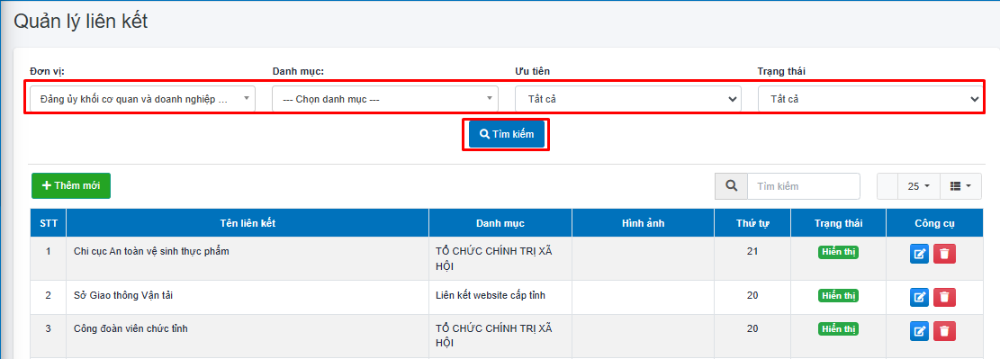 Quản lý liên kết
Đơn vị: Danh mục: Ưu tiên Trạng thái
Đảng ủy khối cơ quan và doanh nghiệp ... --- Chọn danh mục --- Tất cả Tất cả
Tìm kiếm
Thêm mới Tìm kiếm 25
STT Tên liên kết Danh mục Hình ảnh Thứ tự Trạng thái Công cụ
1 Chi cục An toàn vệ sinh thực phẩm TỔ CHỨC CHÍNH TRỊ XÃ 21 Hiển thị
HỘI
2 Sở Giao thông Vận tải Liên kết website cấp tỉnh 20 Hiển thị
3 Công đoàn viên chức tỉnh TỔ CHỨC CHÍNH TRỊ XÃ 20 Hiển thị
HỘI